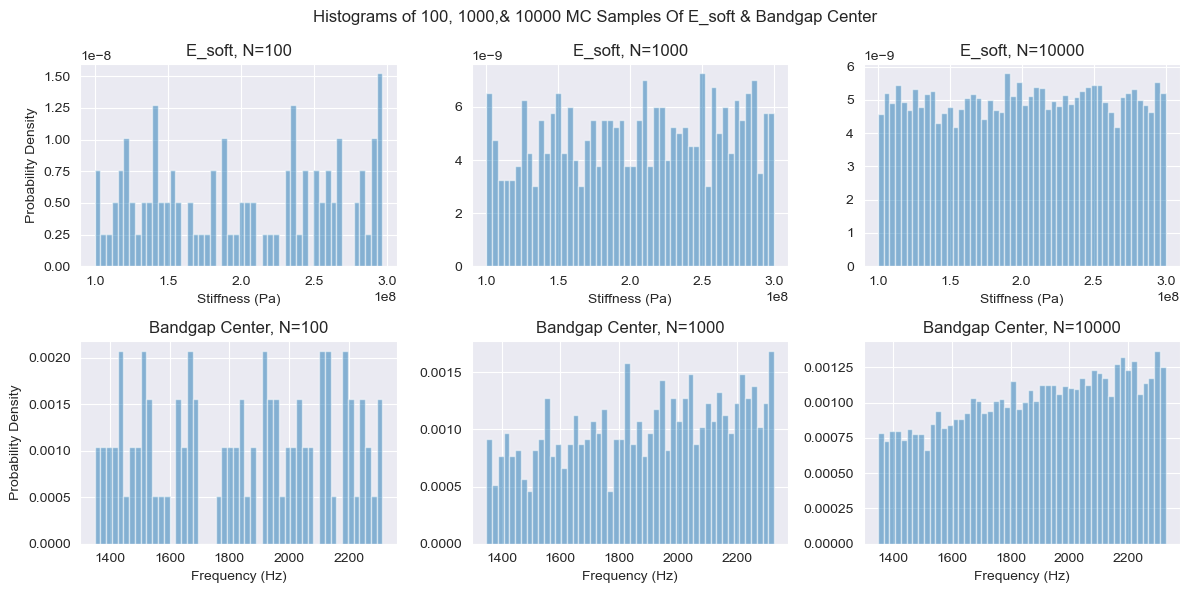 Histograms of 100, 1000,& 10000 MC Samples Of E_soft & Bandgap Center
E_soft, N=100
1e−8
1.50
1.25
1.00
0.75
0.50
0.25
0.00
Probability Density
1.0 1.5 2.0 2.5 3.0
1e8
Stiffness (Pa)
E_soft, N=1000
1e−9
6
4
2
0
1.0 1.5 2.0 2.5 3.0
1e8
Stiffness (Pa)
E_soft, N=10000
1e−9
6
5
4
3
2
1
0
1.0 1.5 2.0 2.5 3.0
1e8
Stiffness (Pa)
Bandgap Center, N=100
0.0020
0.0015
0.0010
0.0005
0.0000
Probability Density
1400 1600 1800 2000 2200
Frequency (Hz)
Bandgap Center, N=1000
0.0015
0.0010
0.0005
0.0000
1400 1600 1800 2000 2200
Frequency (Hz)
Bandgap Center, N=10000
0.00125
0.00100
0.00075
0.00050
0.00025
0.00000
1400 1600 1800 2000 2200
Frequency (Hz)